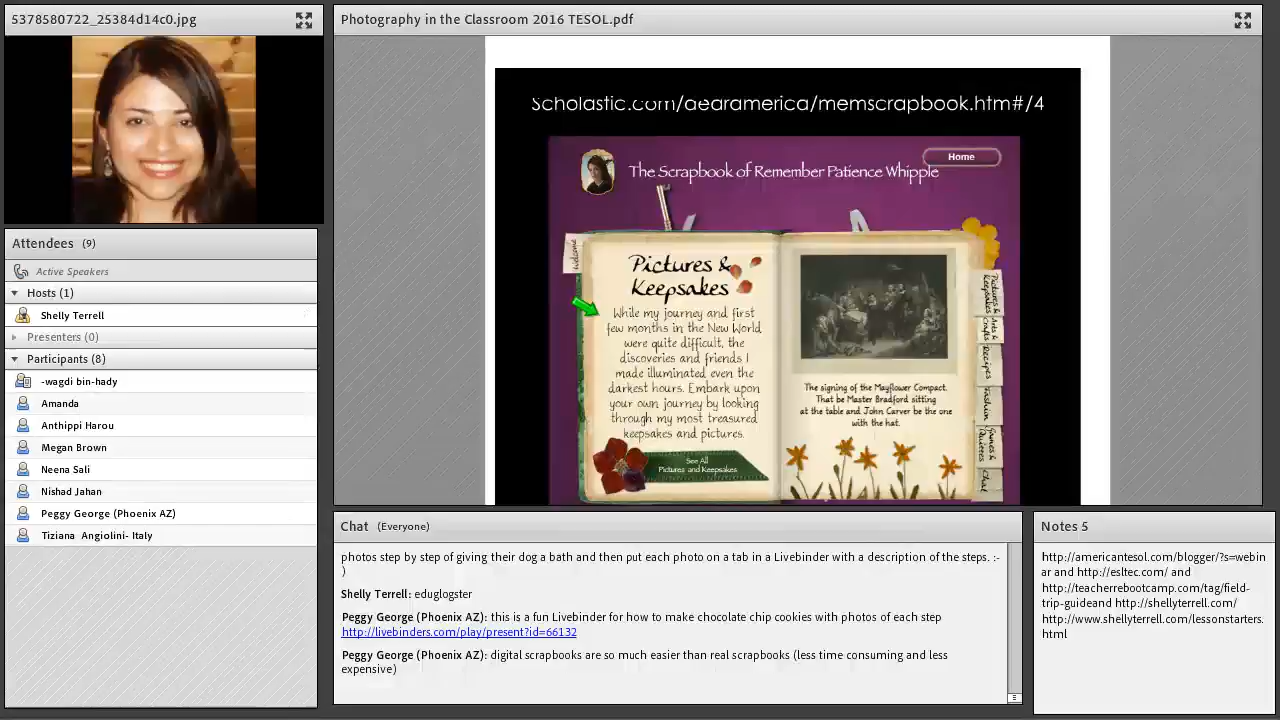 5378580722_25384d14c0.jpg
Attendees (9)
Active Speakers
Hosts (1)
Shelly Terrell
Presenters (0)
Participants (8)
-wagdi bin-hady
Amanda
Anthippi Harou
Megan Brown
Neena Sali
Nishad Jahan
Peggy George (Phoenix AZ)
Tiziana Angiolini- Italy
Photography in the Classroom 2016 TESOL.pdf
Scholastic.com/dearamerica/memscrapbook.htm#/4
Home
The Scrapbook of Remember Patience Whipple
Welcome
Pictures &
Keepsakes
While my journey and first
few months in the New World
were quite difficult, the
discoveries and friends I
made illuminated even the
darkest hours. Embark upon
your own journey by looking
through my most treasured
keepsakes and pictures.
See All
Pictures and Keepsakes
The signing of the Mayflower Compact.
That be Master Bradford sitting
at the table and John Carver be the one
with the hat.
Pictures &
Keepsakes
Arts &
Crafts
Recipes
Fashion
Games &
Quizzes
Chat
Chat (Everyone)
photos step by step of giving their dog a bath and then put each photo on a tab in a Livebinder with a description of the steps. :-
)
Shelly Terrell: eduglogster
Peggy George (Phoenix AZ): this is a fun Livebinder for how to make chocolate chip cookies with photos of each step
http://livebinders.com/play/present?id=66132
Peggy George (Phoenix AZ): digital scrapbooks are so much easier than real scrapbooks (less time consuming and less
expensive)
Notes 5
http://americantesol.com/blogger/?s=webin
ar and http://esltec.com/ and
http://teacherrebootcamp.com/tag/field-
trip-guideand http://shellyterrell.com/
http://www.shellyterrell.com/lessonstarters.
html